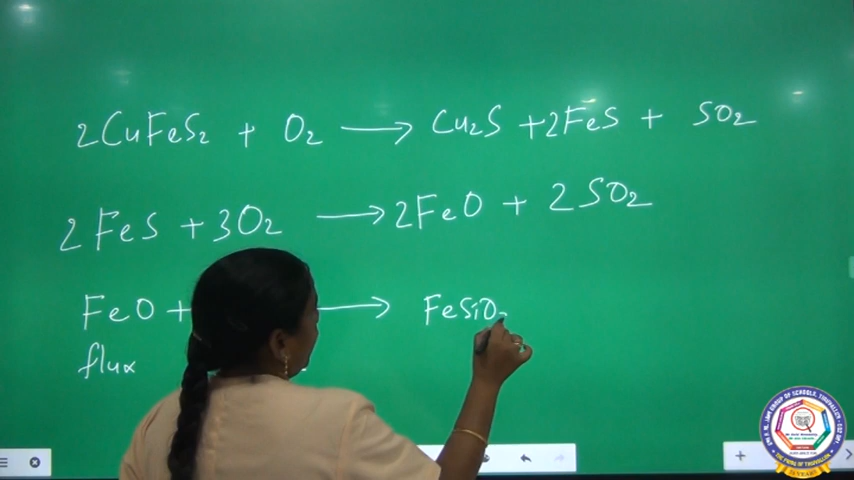 2CuFeS₂ + O₂ → Cu₂S + 2FeS + SO₂
2FeS + 3O₂ → 2FeO + 2SO₂
FeO + → FeSiO
flux